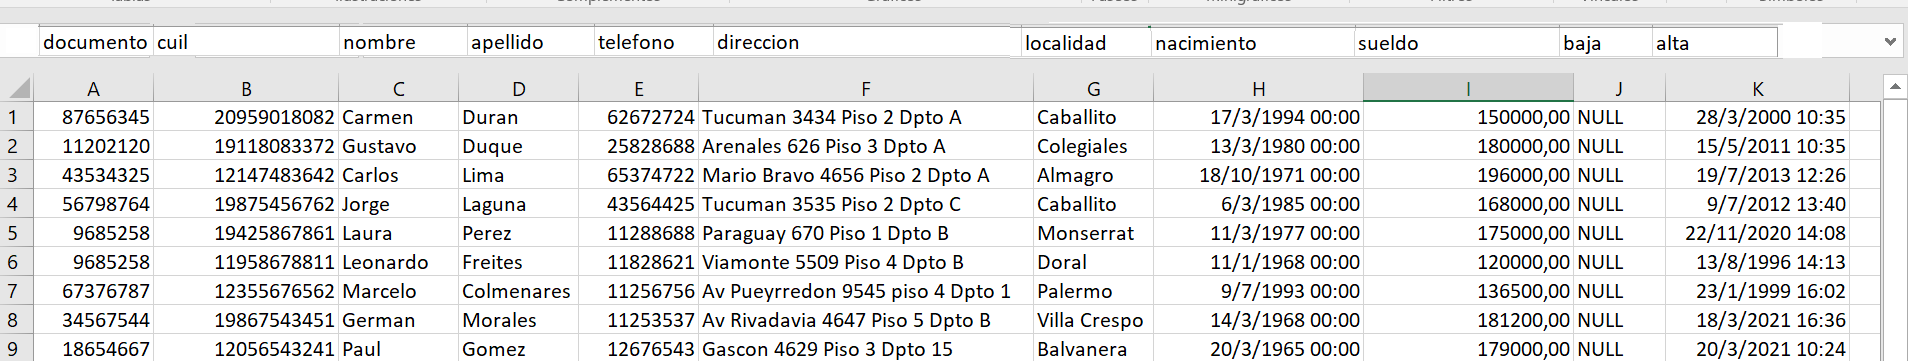 documento cuil nombre apellido telefono direccion localidad nacimiento sueldo baja alta
A B C D E F G H I J K
1 87656345 20959018082 Carmen Duran 62672724 Tucuman 3434 Piso 2 Dpto A Caballito 17/3/1994 00:00 150000,00 NULL 28/3/2000 10:35
2 11202120 19118083372 Gustavo Duque 25828688 Arenales 626 Piso 3 Dpto A Colegiales 13/3/1980 00:00 180000,00 NULL 15/5/2011 10:35
3 43534325 12147483642 Carlos Lima 65374722 Mario Bravo 4656 Piso 2 Dpto A Almagro 18/10/1971 00:00 196000,00 NULL 19/7/2013 12:26
4 56798764 19875456762 Jorge Laguna 43564425 Tucuman 3535 Piso 2 Dpto C Caballito 6/3/1985 00:00 168000,00 NULL 9/7/2012 13:40
5 9685258 19425867861 Laura Perez 11288688 Paraguay 670 Piso 1 Dpto B Monserrat 11/3/1977 00:00 175000,00 NULL 22/11/2020 14:08
6 9685258 11958678811 Leonardo Freites 11828621 Viamonte 5509 Piso 4 Dpto B Doral 11/1/1968 00:00 120000,00 NULL 13/8/1996 14:13
7 67376787 12355676562 Marcelo Colmenares 11256756 Av Pueyrredon 9545 piso 4 Dpto 1 Palermo 9/7/1993 00:00 136500,00 NULL 23/1/1999 16:02
8 34567544 19867543451 German Morales 11253537 Av Rivadavia 4647 Piso 5 Dpto B Villa Crespo 14/3/1968 00:00 181200,00 NULL 18/3/2021 16:36
9 18654667 12056543241 Paul Gomez 12676543 Gascon 4629 Piso 3 Dpto 15 Balvanera 20/3/1965 00:00 179000,00 NULL 20/3/2021 10:24